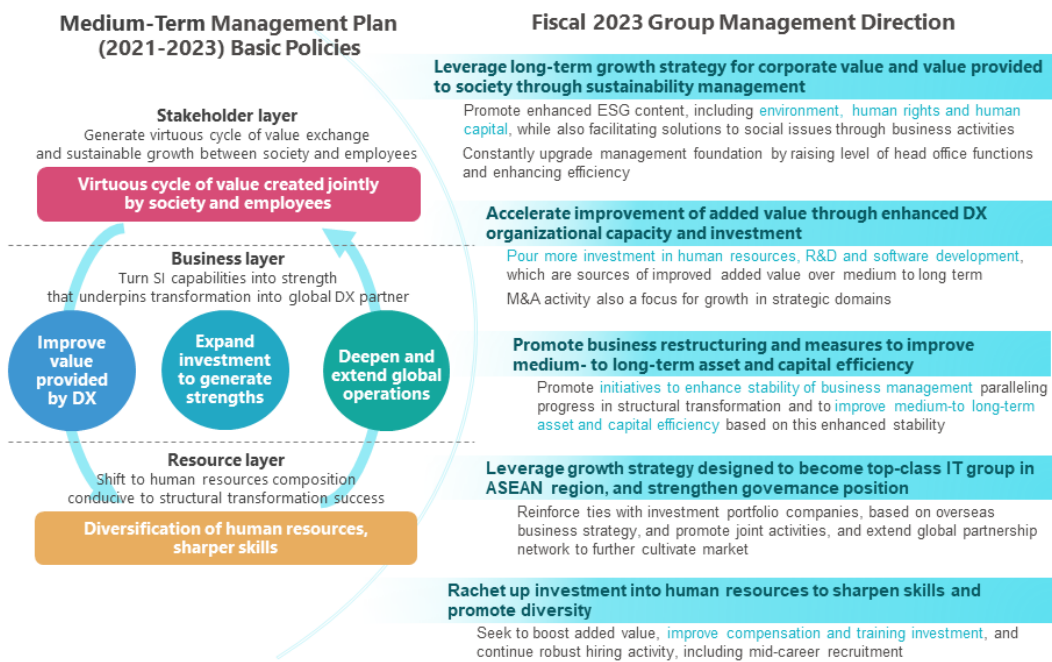 Medium-Term Management Plan
(2021-2023) Basic Policies
Stakeholder layer
Generate virtuous cycle of value exchange
and sustainable growth between society and employees
Virtuous cycle of value created jointly
by society and employees
Business layer
Turn SI capabilities into strength
that underpins transformation into global DX partner
Improve
value
provided
by DX
Expand
investment
to generate
strengths
Deepen and
extend global
operations
Resource layer
Shift to human resources composition
conducive to structural transformation success
Diversification of human resources,
sharper skills
Fiscal 2023 Group Management Direction
Leverage long-term growth strategy for corporate value and value provided
to society through sustainability management
Promote enhanced ESG content, including environment, human rights and human
capital, while also facilitating solutions to social issues through business activities
Constantly upgrade management foundation by raising level of head office functions
and enhancing efficiency
Accelerate improvement of added value through enhanced DX
organizational capacity and investment
Pour more investment in human resources, R&D and software development,
which are sources of improved added value over medium to long term
M&A activity also a focus for growth in strategic domains
Promote business restructuring and measures to improve
medium- to long-term asset and capital efficiency
Promote initiatives to enhance stability of business management paralleling
progress in structural transformation and to improve medium-to long-term
asset and capital efficiency based on this enhanced stability
Leverage growth strategy designed to become top-class IT group in
ASEAN region, and strengthen governance position
Reinforce ties with investment portfolio companies, based on overseas
business strategy, and promote joint activities, and extend global partnership
network to further cultivate market
Rachet up investment into human resources to sharpen skills and
promote diversity
Seek to boost added value, improve compensation and training investment, and
continue robust hiring activity, including mid-career recruitment